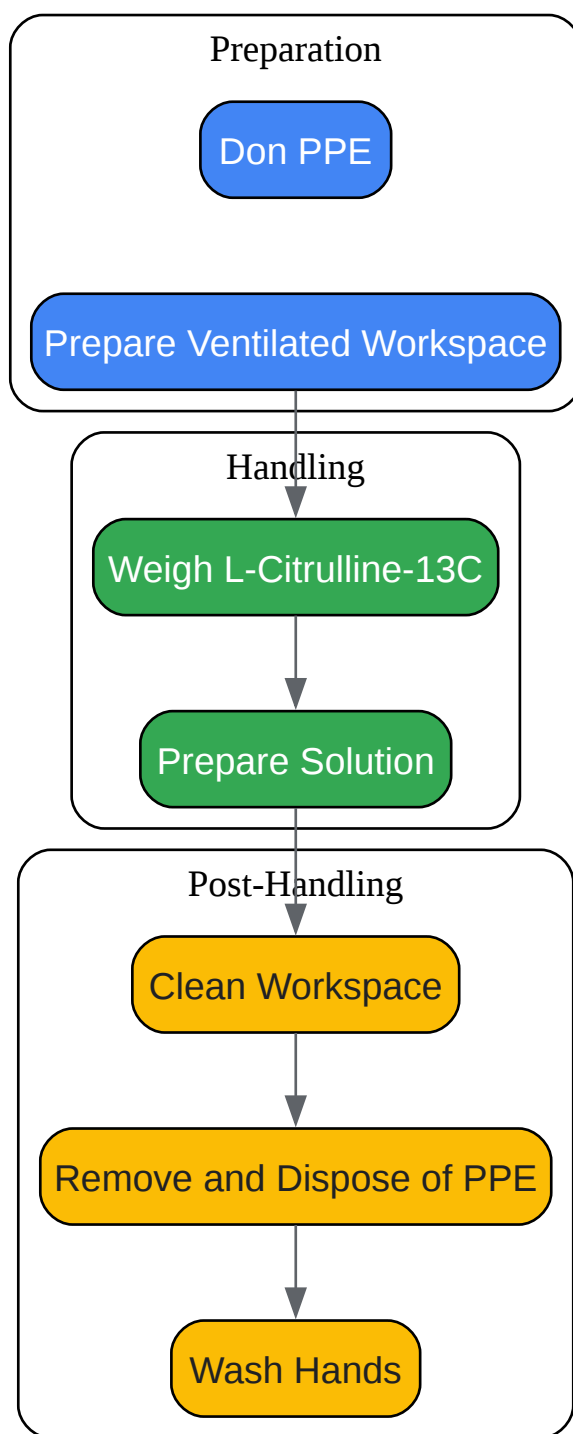 Preparation
Don PPE
Prepare Ventilated Workspace
Handling
Weigh L-Citrulline-13C
Prepare Solution
Post-Handling
Clean Workspace
Remove and Dispose of PPE
Wash Hands